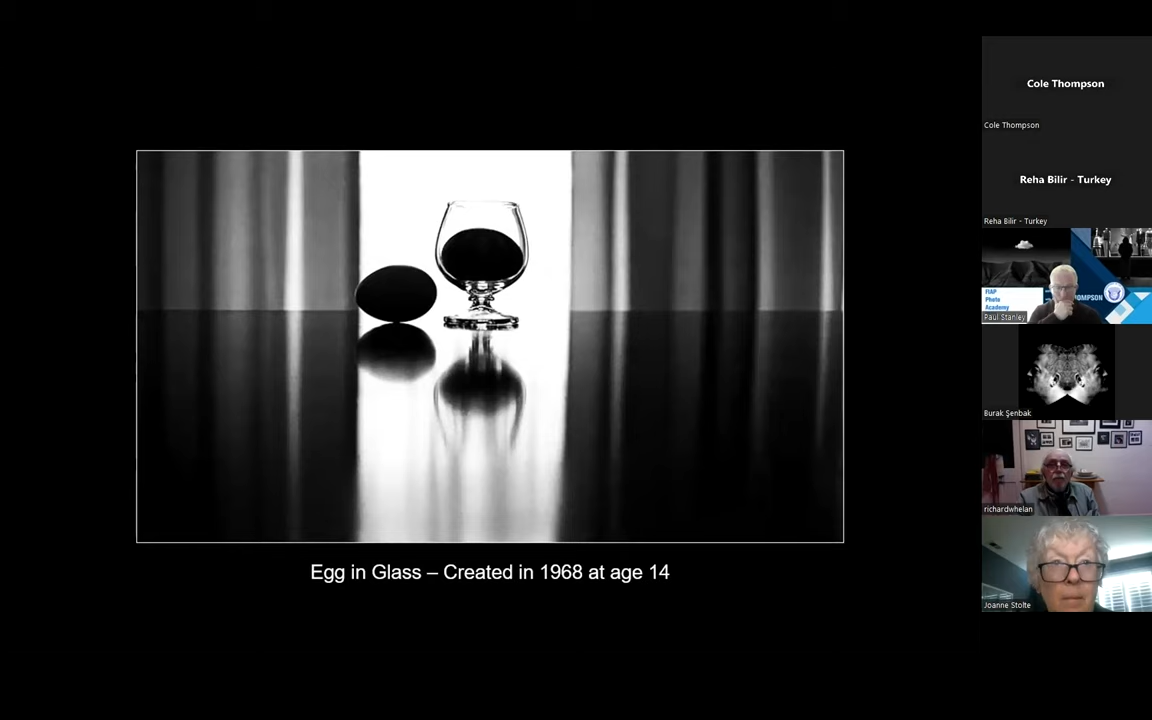 Egg in Glass – Created in 1968 at age 14
Cole Thompson
Cole Thompson
Reha Bilir - Turkey
Reha Bilir - Turkey
FIAP
Photo
Academy
OMPSON
Paul Stanley
Burak Şenbak
richardwhelan
Joanne Stolte